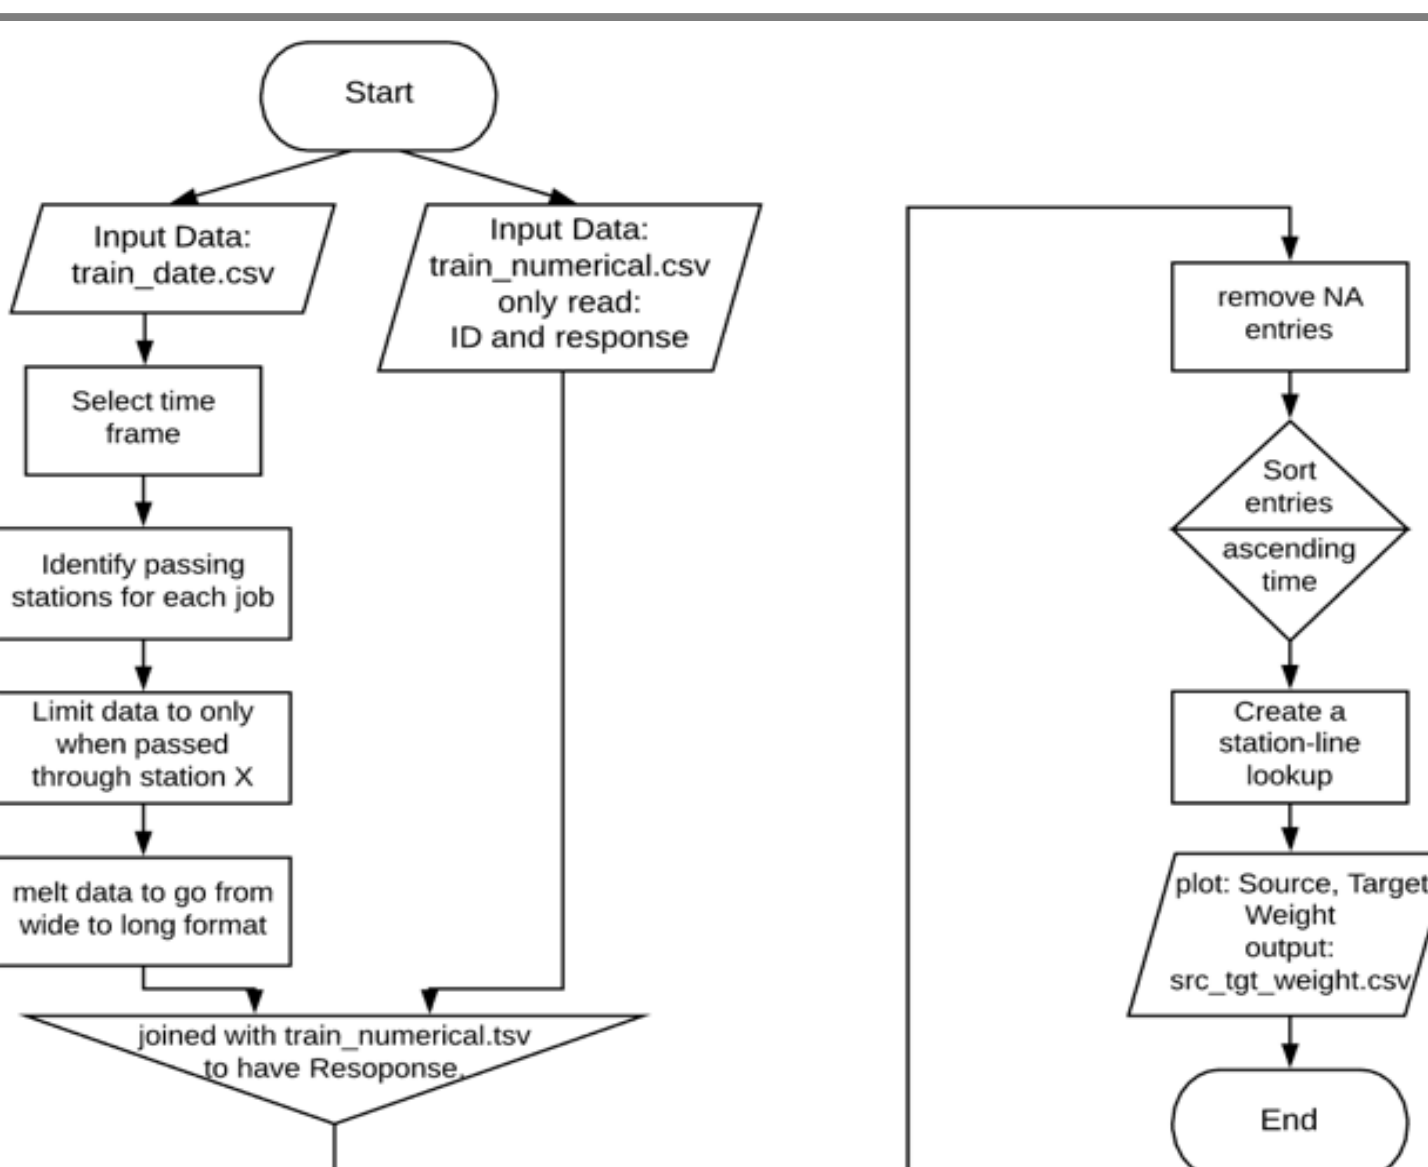 Start
Input Data:
train_date.csv
Input Data:
train_numerical.csv
only read:
ID and response
Select time
frame
Identify passing
stations for each job
Limit data to only
when passed
through station X
melt data to go from
wide to long format
joined with train_numerical.tsv
to have Resoponse.
remove NA
entries
Sort
entries
ascending
time
Create a
station-line
lookup
plot: Source, Target
Weight
output:
src_tgt_weight.csv
End